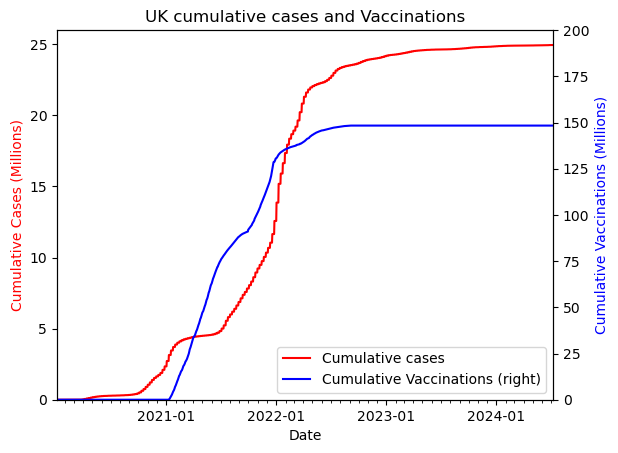 UK cumulative cases and Vaccinations
Cumulative Cases (Millions)
25
20
15
10
5
0
200
175
150
125
100
75
50
25
0
Cumulative Vaccinations (Millions)
Cumulative cases
Cumulative Vaccinations (right)
2021-01 2022-01 2023-01 2024-01
Date